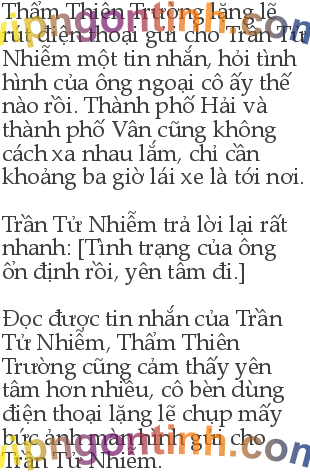 Thẩm Thiên Trường lặng lẽ
rút điện thoại gửi cho Trần Tử
Nhiễm một tin nhắn, hỏi tình
hình của ông ngoại cô ấy thế
nào rồi. Thành phố Hải và
thành phố Vân cũng không
cách xa nhau lắm, chỉ cần
khoảng ba giờ lái xe là tới nơi.
Trần Tử Nhiễm trả lời lại rất
nhanh: [Tình trạng của ông
ổn định rồi, yên tâm đi.]
Đọc được tin nhắn của Trần
Tử Nhiễm, Thẩm Thiên
Trường cũng cảm thấy yên
tâm hơn nhiều, cô bèn dùng
điện thoại lặng lẽ chụp mấy
bức ảnh màn hình gửi cho
Trần Tử Nhiễm.
vipngontinh.com
vipngontinh.com